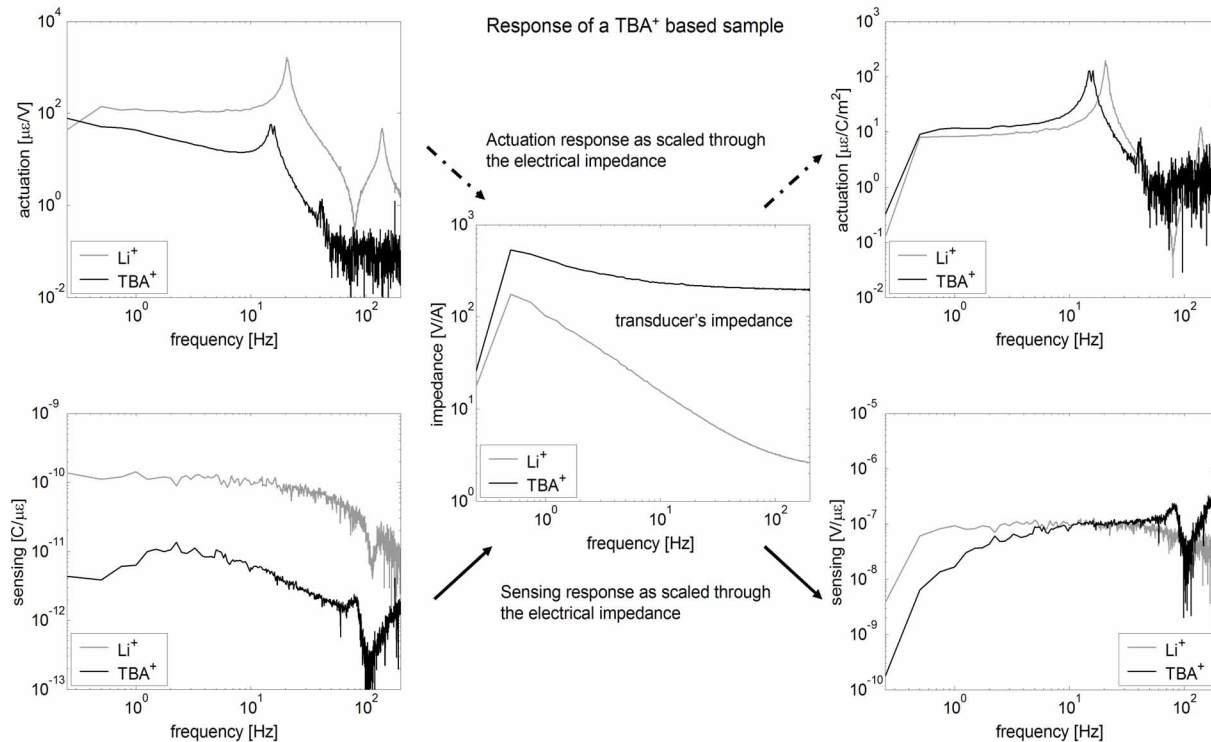 Response of a TBA⁺ based sample
actuation [με/V]
10⁴
10²
10⁰
10⁻²
Li⁺
TBA⁺
10⁰
10¹
10²
frequency [Hz]
Actuation response as scaled through
the electrical impedance
actuation [με/C/m²]
10³
10²
10¹
10⁰
10⁻¹
10⁻²
Li⁺
TBA⁺
10⁰
10¹
10²
frequency [Hz]
impedance [V/A]
10³
10²
10¹
10⁰
transducer's impedance
Li⁺
TBA⁺
10⁰
10¹
10²
frequency [Hz]
sensing [C/με]
10⁻⁹
10⁻¹⁰
10⁻¹¹
10⁻¹²
10⁻¹³
Li⁺
TBA⁺
10⁰
10¹
10²
frequency [Hz]
Sensing response as scaled through
the electrical impedance
sensing [V/με]
10⁻⁵
10⁻⁶
10⁻⁷
10⁻⁸
10⁻⁹
10⁻¹⁰
Li⁺
TBA⁺
10⁰
10¹
10²
frequency [Hz]